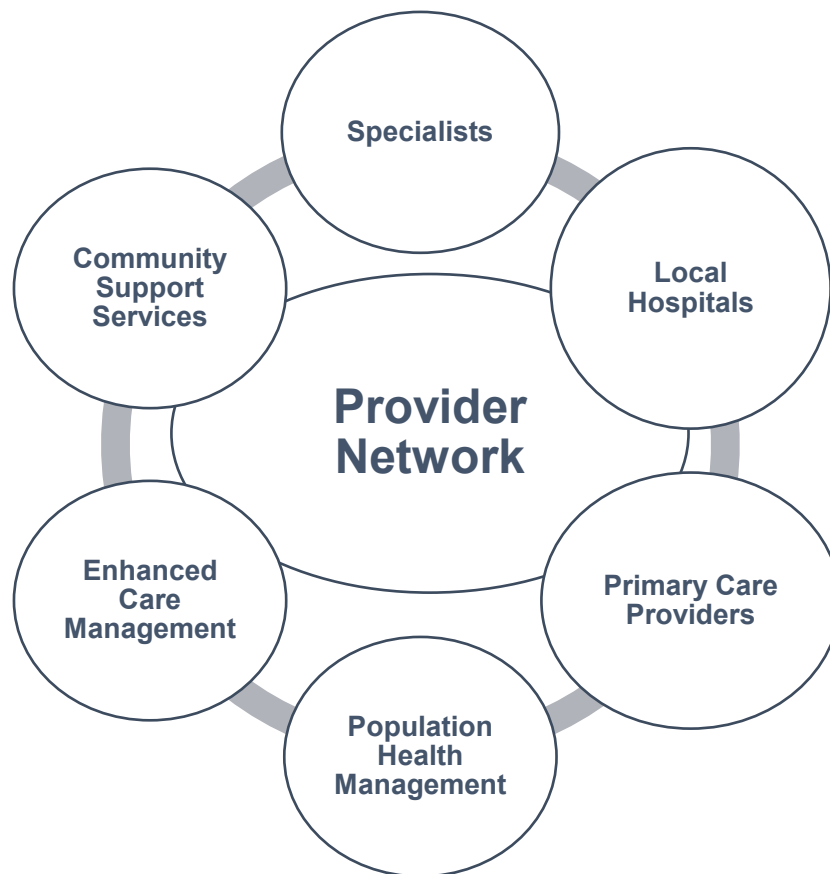 Specialists
Community
Support
Services
Local
Hospitals
Provider
Network
Enhanced
Care
Management
Primary Care
Providers
Population
Health
Management